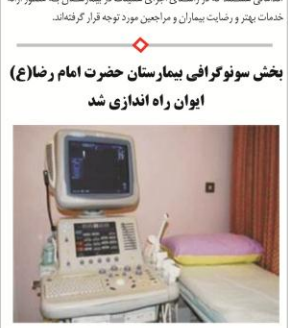 خدمات بهتر و رضایت بیماران و مراجعین مورد توجه قرار گرفته‌اند.
بخش سونوگرافی بیمارستان حضرت امام رضا(ع)
ایوان راه اندازی شد